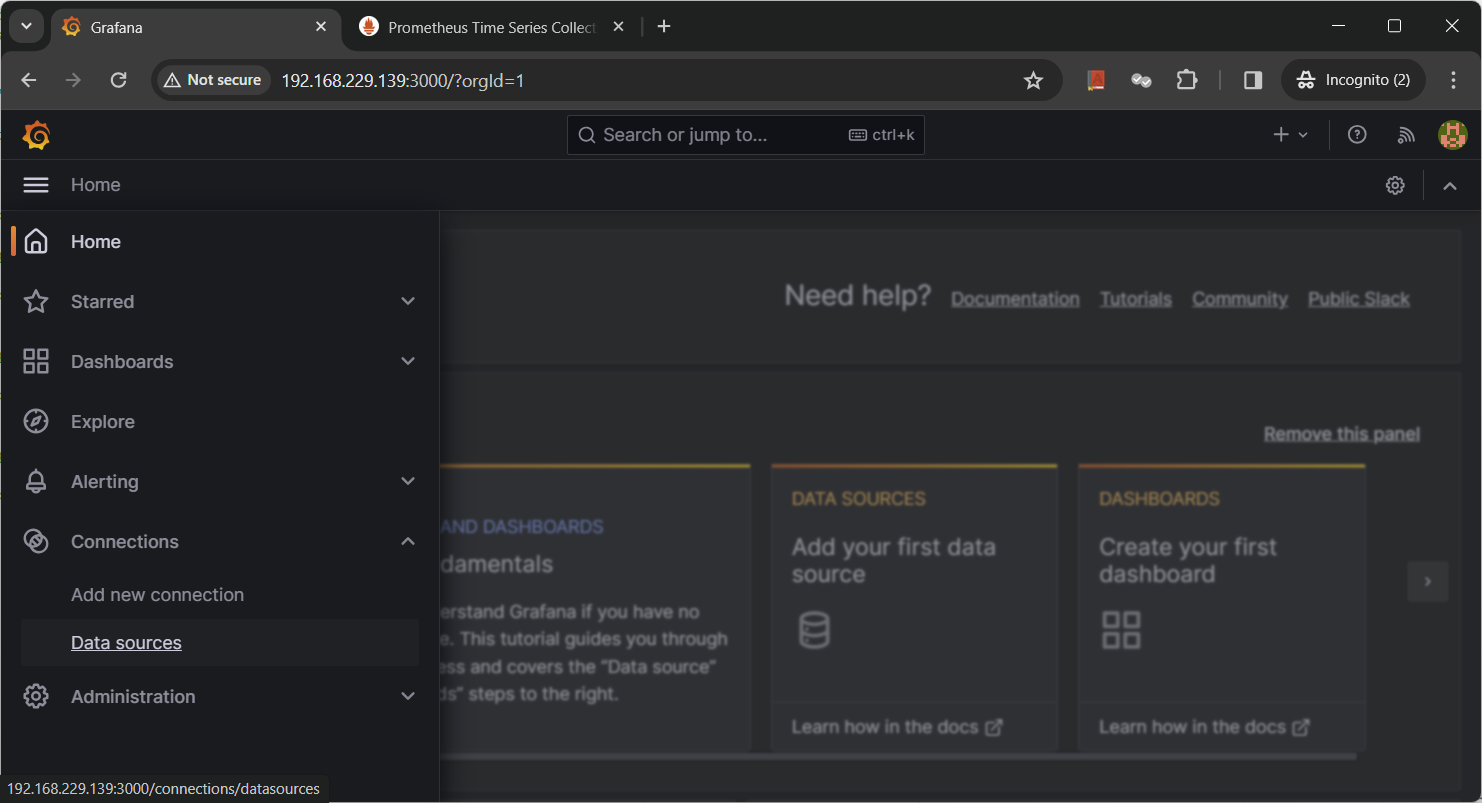 Grafana
Prometheus Time Series Collect
Not secure
192.168.229.139:3000/?orgId=1
Incognito (2)
Search or jump to...
ctrl+k
Home
Home
Starred
Dashboards
Explore
Alerting
Connections
Add new connection
Data sources
Administration
Need help?
Documentation
Tutorials
Community
Public Slack
Remove this panel
AND DASHBOARDS
damentals
erstand Grafana if you have no
e. This tutorial guides you through
ess and covers the "Data source"
ds" steps to the right.
DATA SOURCES
Add your first data
source
Learn how in the docs
DASHBOARDS
Create your first
dashboard
Learn how in the docs
192.168.229.139:3000/connections/datasources